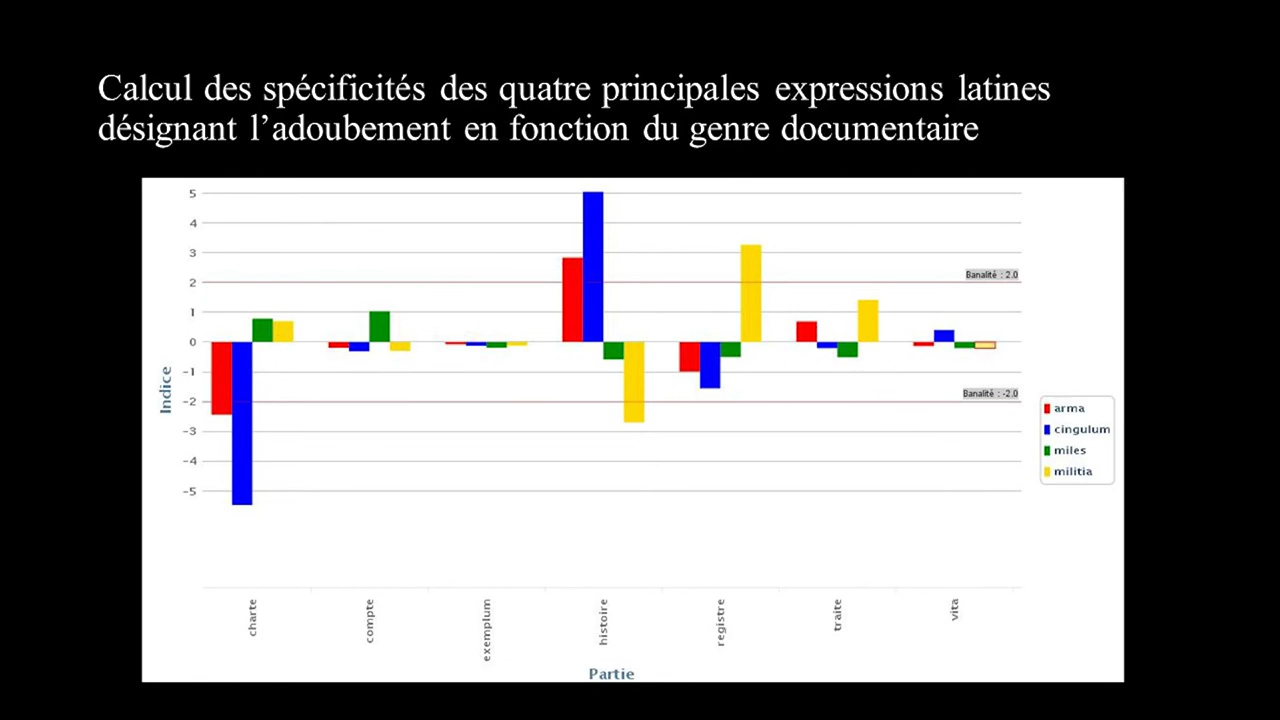 Calcul des spécificités des quatre principales expressions latines
désignant l’adoubement en fonction du genre documentaire
5
4
3
2
1
0
-1
-2
-3
-4
-5
Indice
Banalité : 2.0
Banalité : -2.0
arma
cingulum
miles
militia
charte
compte
exemplum
histoire
registre
traite
vita
Partie